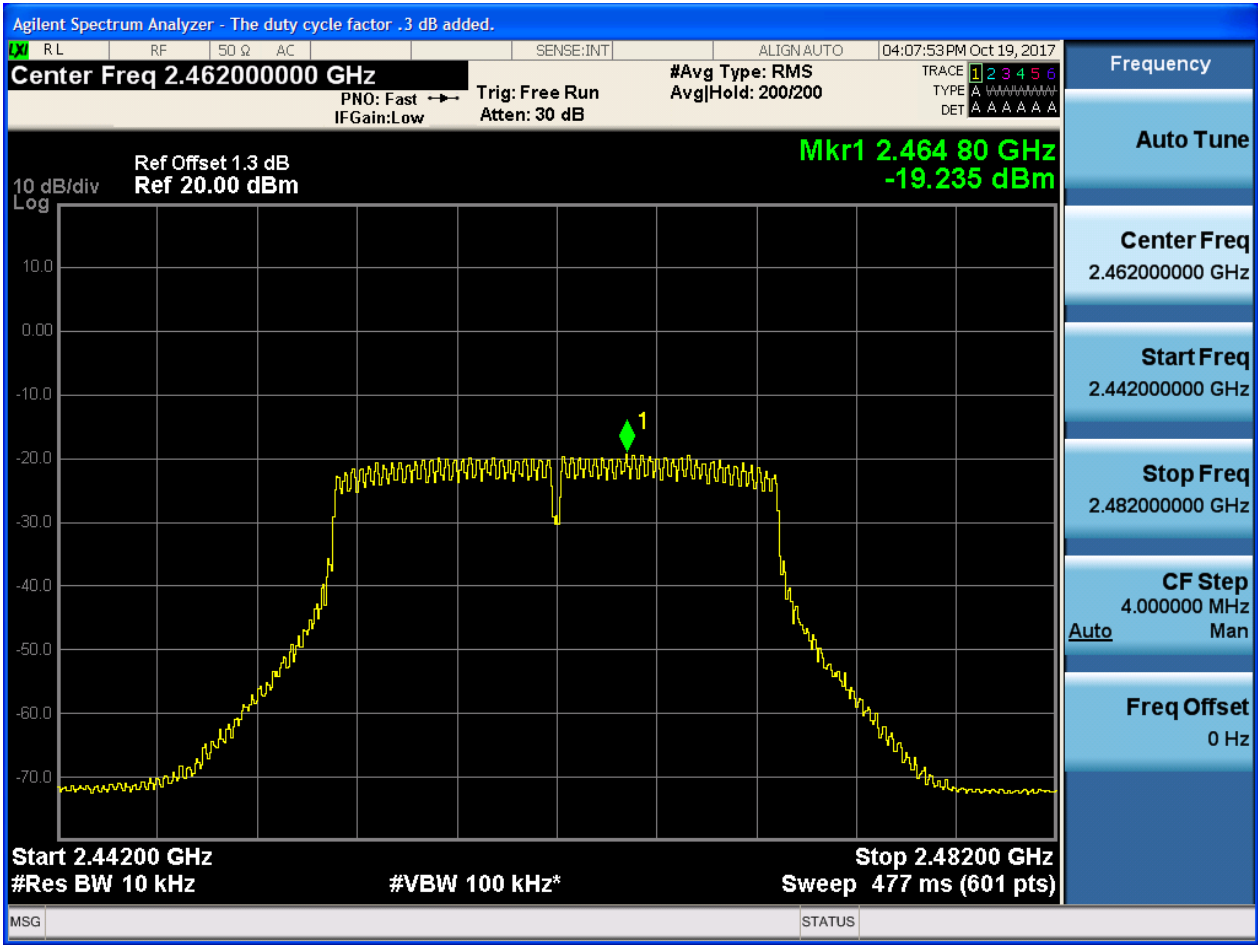 Agilent Spectrum Analyzer - The duty cycle factor .3 dB added.
LXI RL RF 50 Ω AC SENSE:INT ALIGN AUTO 04:07:53 PM Oct 19, 2017
Center Freq 2.462000000 GHz
PNO: Fast
IFGain:Low
Trig: Free Run
Atten: 30 dB
#Avg Type: RMS
Avg|Hold: 200/200
TRACE 1 2 3 4 5 6
TYPE A WWWWW
DET A A A A A A
Mkr1 2.464 80 GHz
-19.235 dBm
Ref Offset 1.3 dB
10 dB/div Ref 20.00 dBm
Log
10.0
0.00
-10.0
1
-20.0
-30.0
-40.0
-50.0
-60.0
-70.0
Start 2.44200 GHz Stop 2.48200 GHz
#Res BW 10 kHz #VBW 100 kHz* Sweep 477 ms (601 pts)
MSG STATUS
Frequency
Auto Tune
Center Freq
2.462000000 GHz
Start Freq
2.442000000 GHz
Stop Freq
2.482000000 GHz
CF Step
4.000000 MHz
Auto Man
Freq Offset
0 Hz